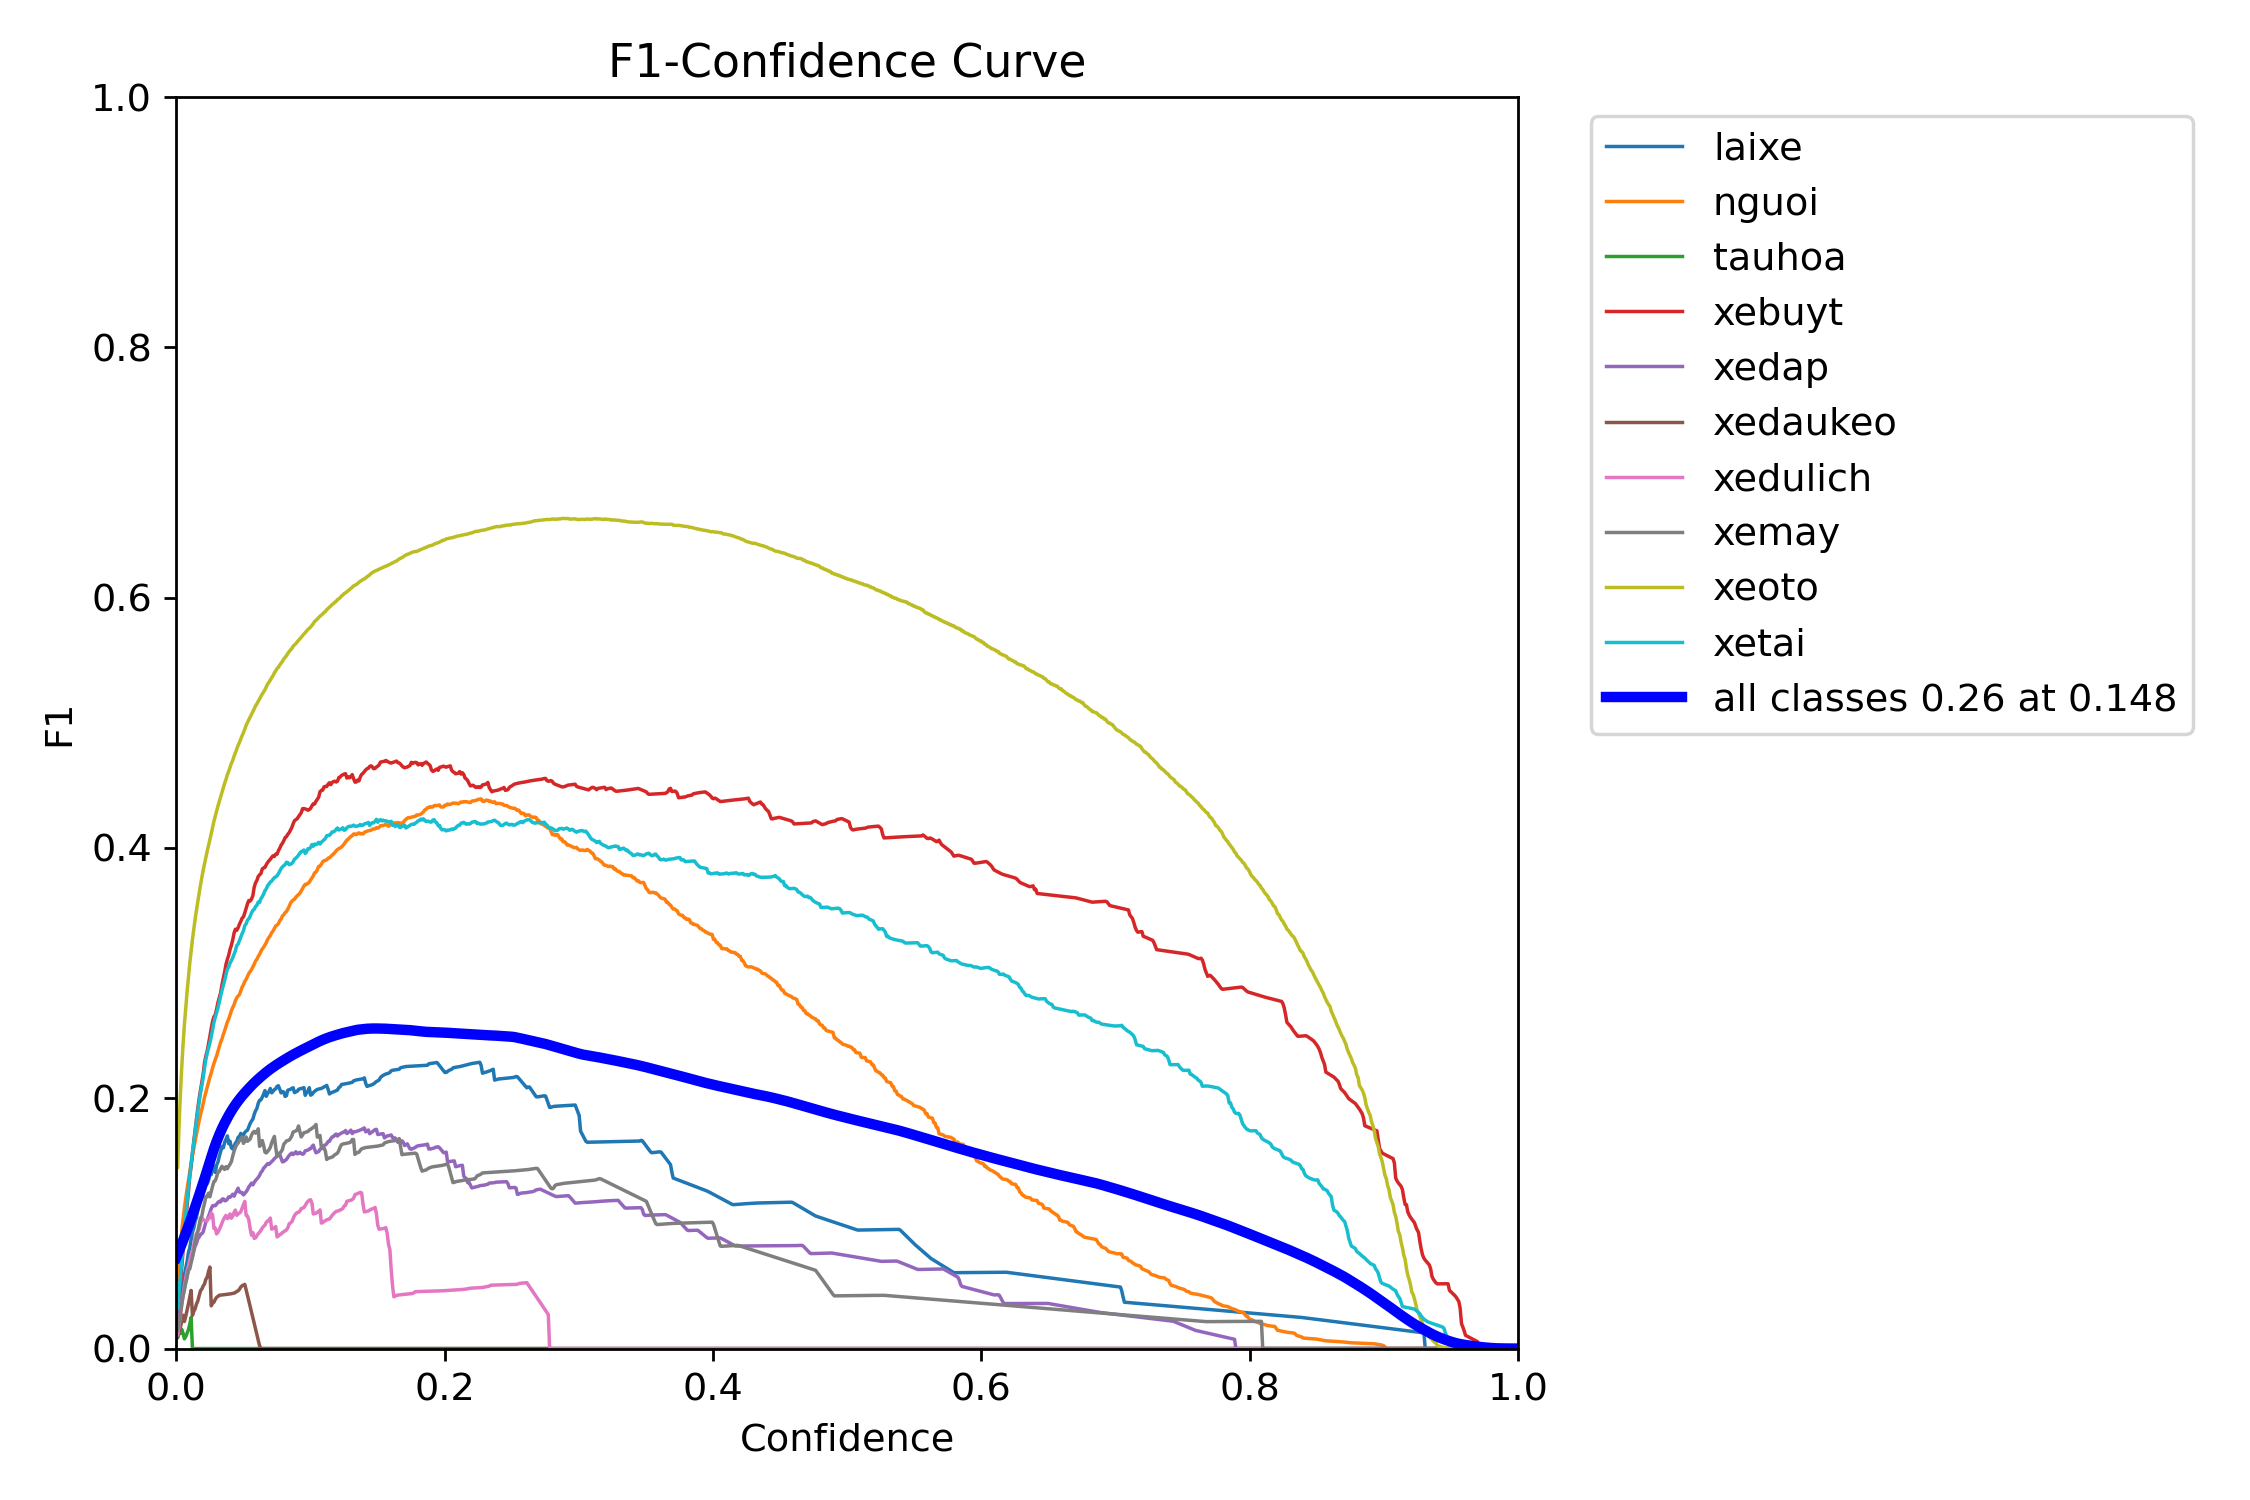 F1-Confidence Curve
1.0
0.8
0.6
0.4
0.2
0.0
F1
0.0 0.2 0.4 0.6 0.8 1.0
Confidence
laixe
nguoi
tauhoa
xebuyt
xedap
xedaukeo
xedulich
xemay
xeoto
xetai
all classes 0.26 at 0.148